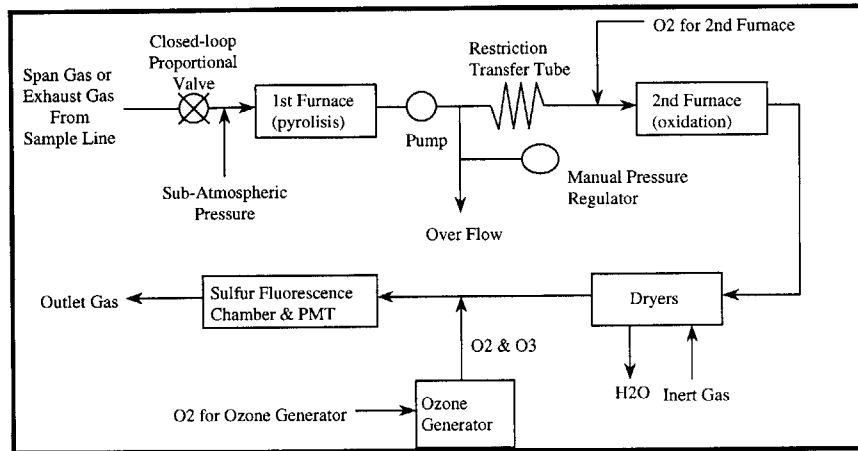 Closed-loop
Proportional
Valve
Span Gas or
Exhaust Gas
From
Sample Line
Sub-Atmospheric
Pressure
1st Furnace
(pyrolisis)
Pump
Restriction
Transfer Tube
O2 for 2nd Furnace
2nd Furnace
(oxidation)
Manual Pressure
Regulator
Over Flow
Outlet Gas
Sulfur Fluorescence
Chamber & PMT
Dryers
O2 & O3
H2O
Inert Gas
O2 for Ozone Generator
Ozone
Generator